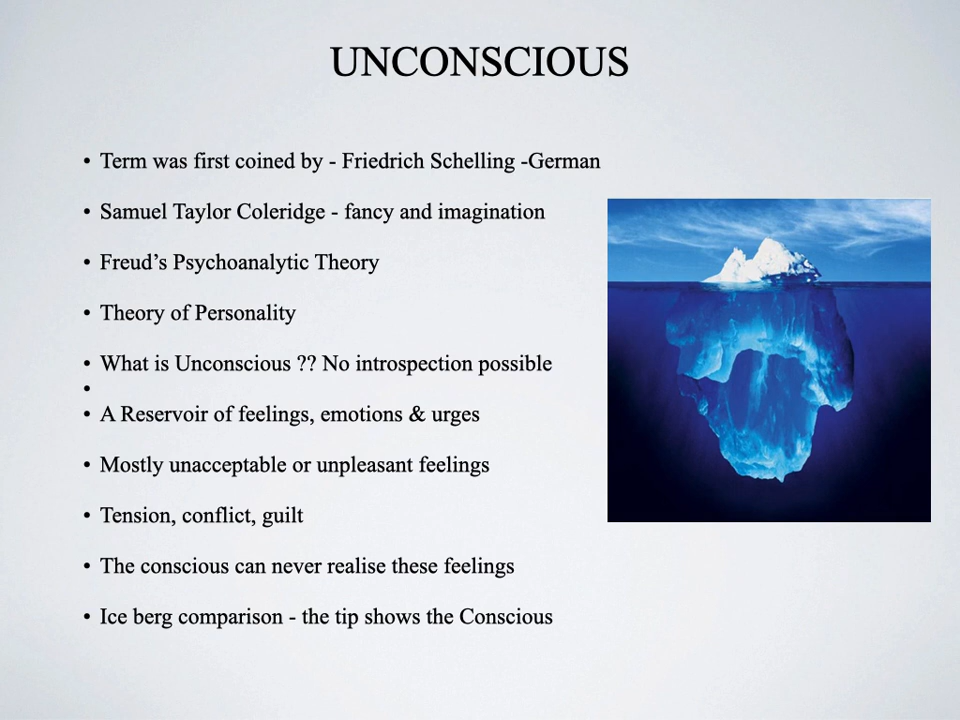 UNCONSCIOUS
• Term was first coined by - Friedrich Schelling -German
• Samuel Taylor Coleridge - fancy and imagination
• Freud’s Psychoanalytic Theory
• Theory of Personality
• What is Unconscious ?? No introspection possible
•
• A Reservoir of feelings, emotions & urges
• Mostly unacceptable or unpleasant feelings
• Tension, conflict, guilt
• The conscious can never realise these feelings
• Ice berg comparison - the tip shows the Conscious